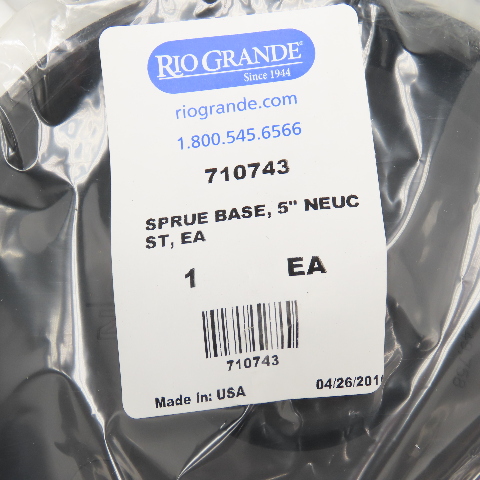 RIO GRANDE®
Since 1944
riogrande.com
1.800.545.6566
710743
SPRUE BASE, 5" NEUC
ST, EA
1 EA
710743
Made In: USA 04/26/2016